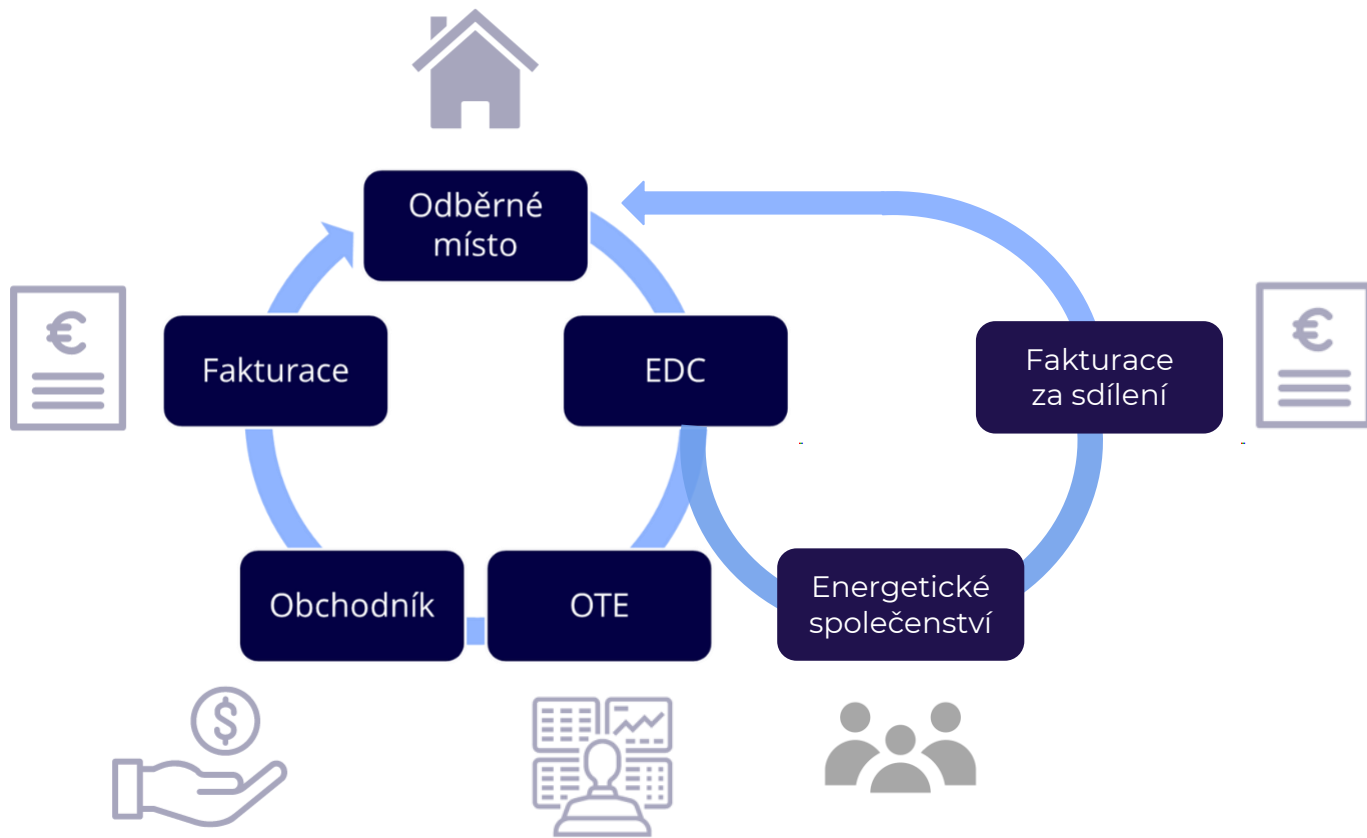 Odběrné
místo
Fakturace
EDC
Fakturace
za sdílení
Obchodník
OTE
Energetické
společenství
€
€
$